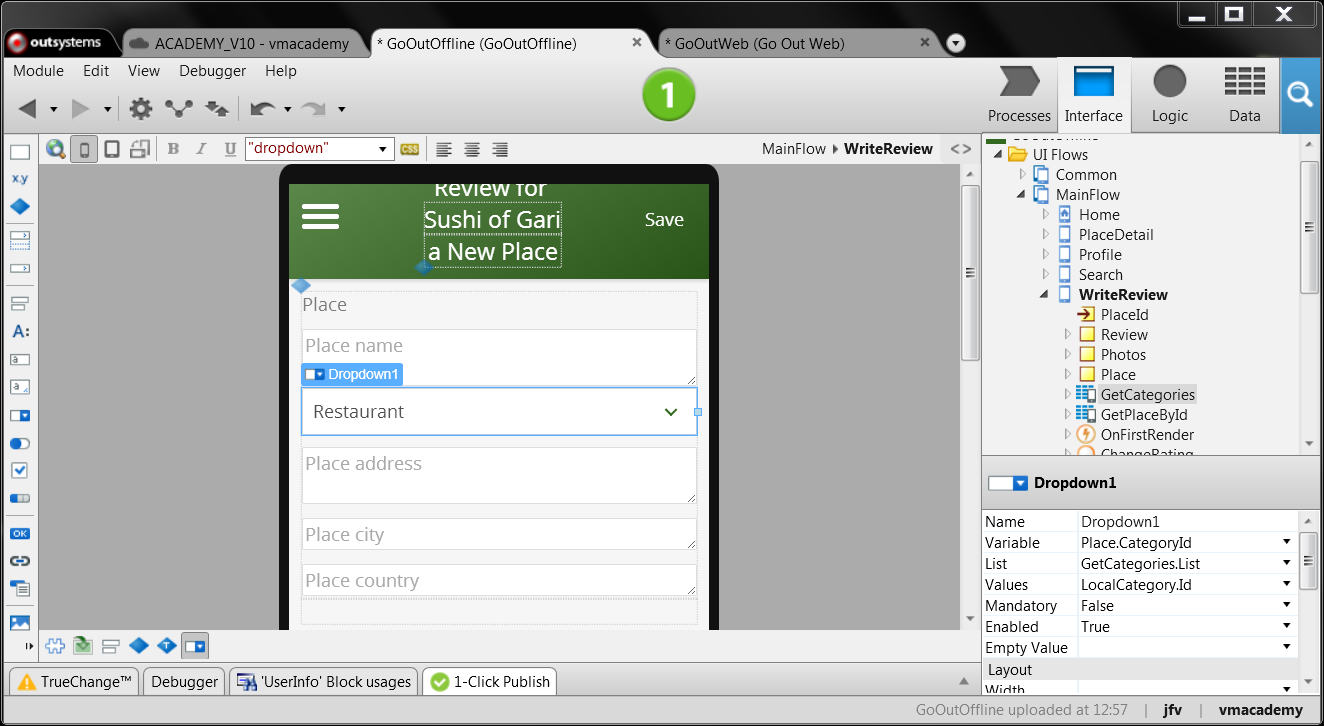 outsystems
ACADEMY_V10 - vmacademy
* GoOutOffline (GoOutOffline)
* GoOutWeb (Go Out Web)
Module Edit View Debugger Help
1
Processes Interface Logic Data
B I U "dropdown" CSS
MainFlow WriteReview <>
Review for
Sushi of Gari
a New Place
Save
Place
Place name
Dropdown1
Restaurant
Place address
Place city
Place country
x.y
A:
a
a
OK
T
GoOutOffline
UI Flows
Common
MainFlow
Home
PlaceDetail
Profile
Search
WriteReview
PlaceId
Review
Photos
Place
GetCategories
GetPlaceById
OnFirstRender
ChangeRating
Dropdown1
Name Dropdown1
Variable Place.CategoryId
List GetCategories.List
Values LocalCategory.Id
Mandatory False
Enabled True
Empty Value
Layout
Width
TrueChange™ Debugger 'UserInfo' Block usages 1-Click Publish
GoOutOffline uploaded at 12:57 | jfv | vmacademy